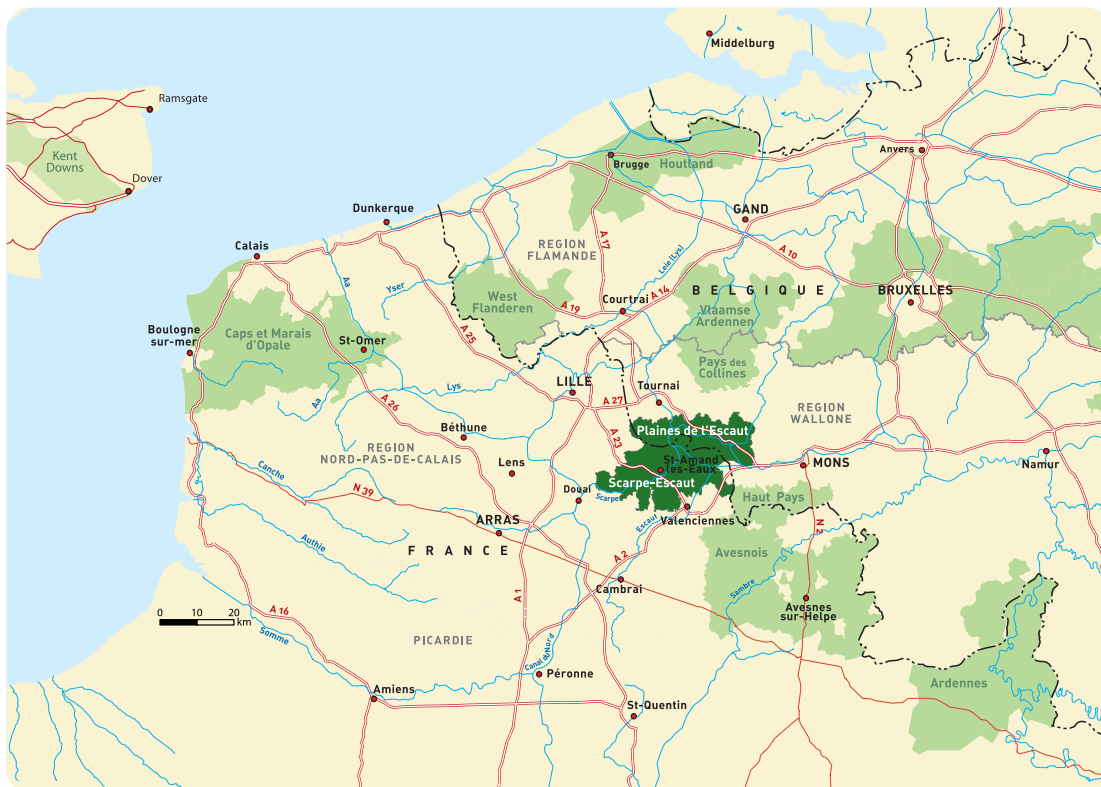 Middelburg
Ramsgate
Kent
Downs
Dover
Anvers
Brugge
Houtland
Dunkerque
GAND
Calais
REGION
FLAMANDE
A 17
A 10
Leie (Lys)
Aa
Yser
West
Flanderen
A 19
Courtrai
A 14
BELGIQUE
BRUXELLES
Vlaamse
Ardennen
Boulogne
sur-mer
Caps et Marais
d'Opale
St-Omer
A 25
Pays des
Collines
LILLE
Tournai
Lys
Aa
A 26
A 27
REGION
WALLONE
Béthune
A 23
Plaines de l'Escaut
REGION
NORD-PAS-DE-CALAIS
Lens
St-Amand
les-Eaux
MONS
Namur
Canche
N 39
Douai
Scarpe
Scarpe-Escaut
Haut Pays
ARRAS
Escaut
Valenciennes
N 2
FRANCE
Authie
A 2
Avesnois
Cambrai
Sambre
A 1
Avesnes
sur-Helpe
0 10 20
km
A 16
Somme
PICARDIE
Canal du Nord
Péronne
Ardennes
Amiens
St-Quentin